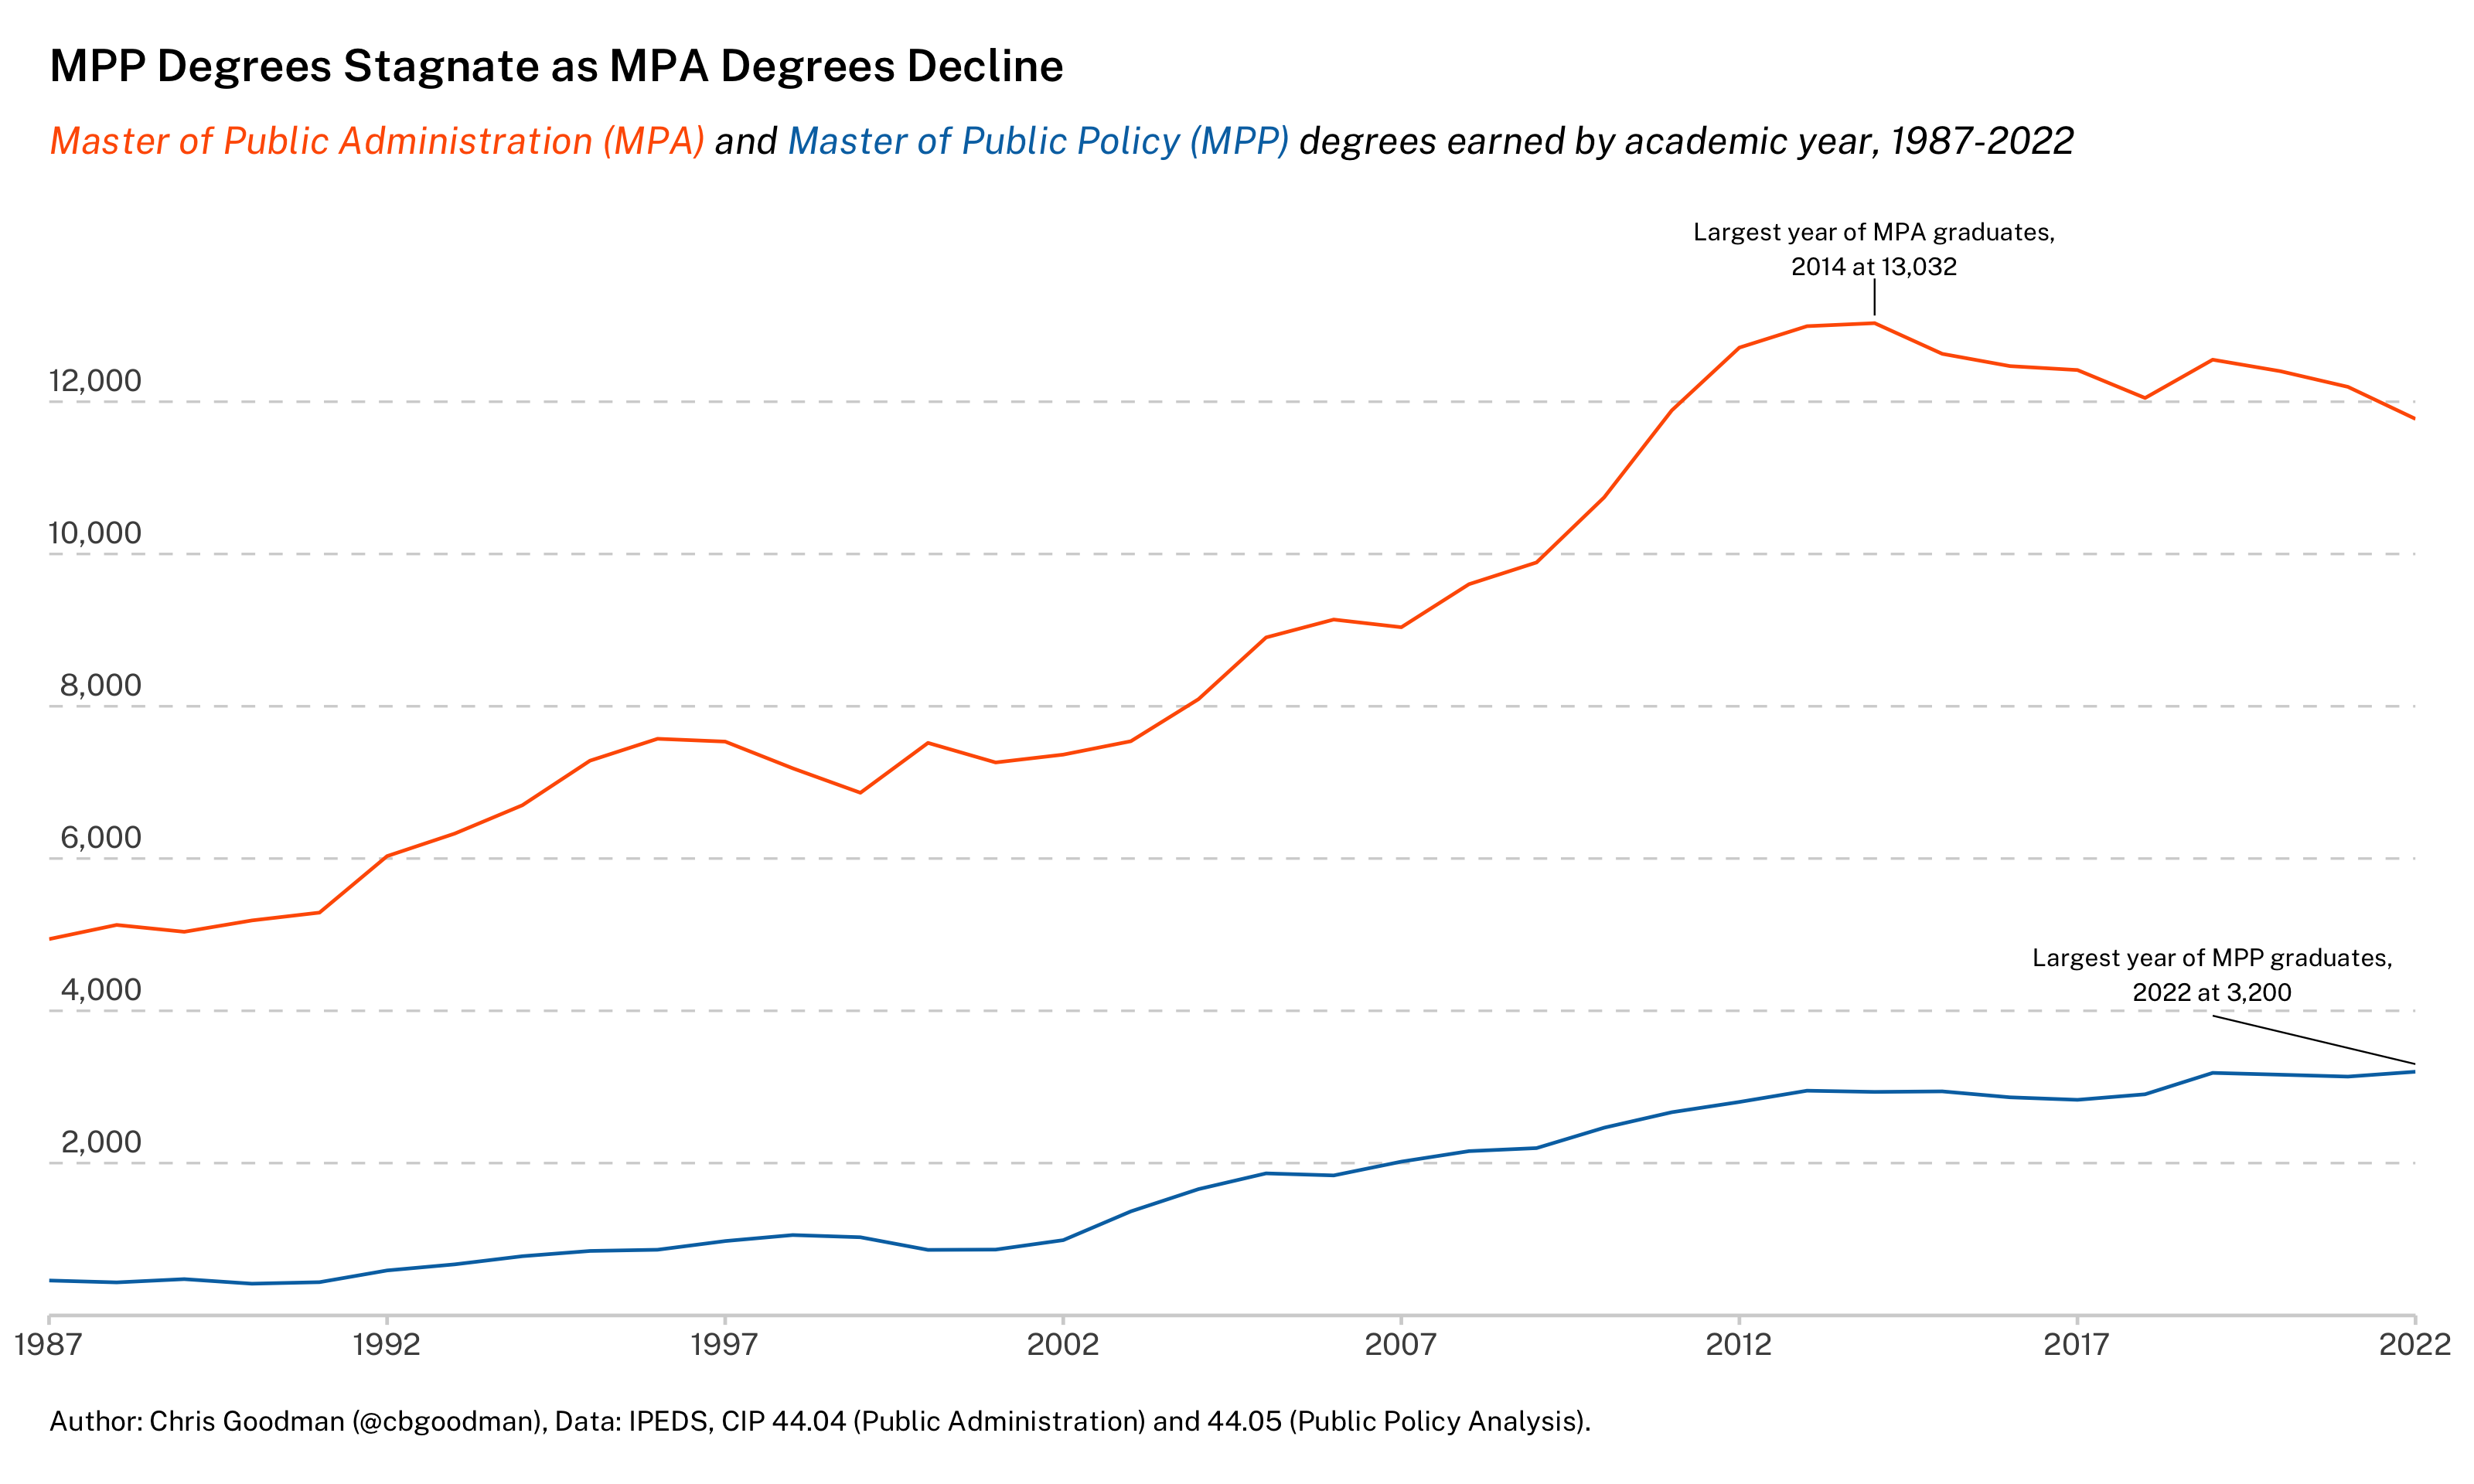 MPP Degrees Stagnate as MPA Degrees Decline
Master of Public Administration (MPA) and Master of Public Policy (MPP) degrees earned by academic year, 1987-2022
Largest year of MPA graduates,
2014 at 13,032
12,000
10,000
8,000
6,000
4,000
2,000
Largest year of MPP graduates,
2022 at 3,200
1987 1992 1997 2002 2007 2012 2017 2022
Author: Chris Goodman (@cbgoodman), Data: IPEDS, CIP 44.04 (Public Administration) and 44.05 (Public Policy Analysis).